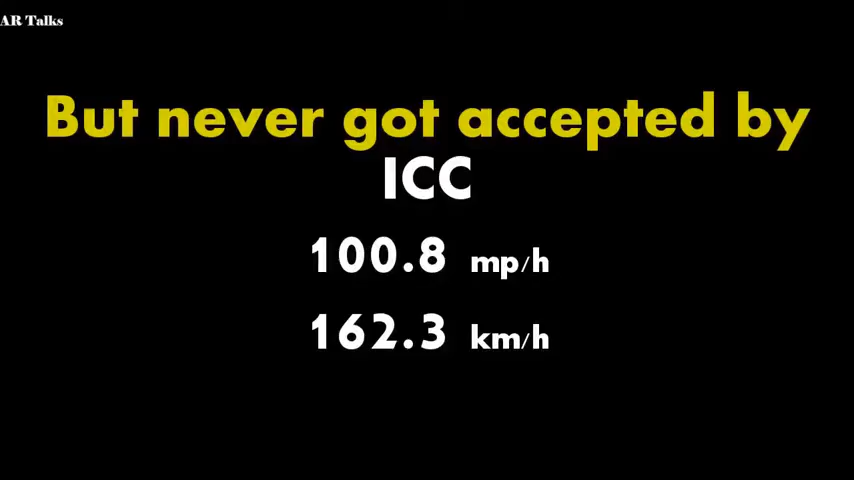 AR Talks
But never got accepted by
ICC
100.8 mp/h
162.3 km/h